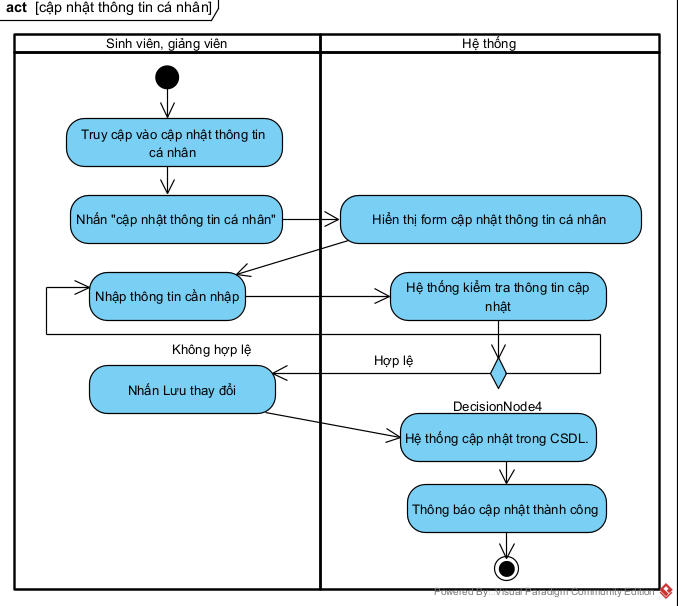 act [cập nhật thông tin cá nhân]
Sinh viên, giảng viên
Hệ thống
Truy cập vào cập nhật thông tin
cá nhân
Nhấn "cập nhật thông tin cá nhân"
Hiển thị form cập nhật thông tin cá nhân
Nhập thông tin cần nhập
Hệ thống kiểm tra thông tin cập
nhật
Không hợp lệ
Hợp lệ
Nhấn Lưu thay đổi
DecisionNode4
Hệ thống cập nhật trong CSDL.
Thông báo cập nhật thành công
Powered By Visual Paradigm Community Edition